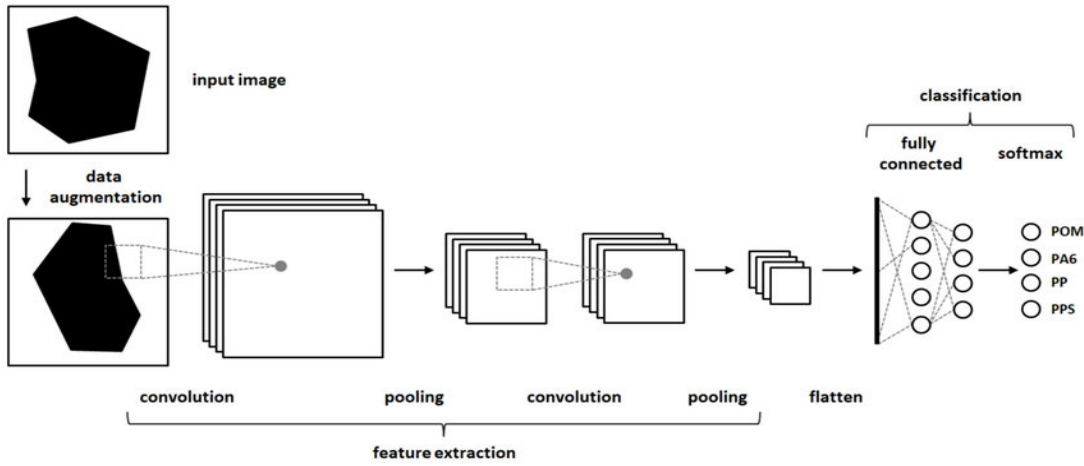 input image
data
augmentation
classification
fully
connected
softmax
POM
PA6
PP
PPS
convolution
pooling
convolution
pooling
flatten
feature extraction